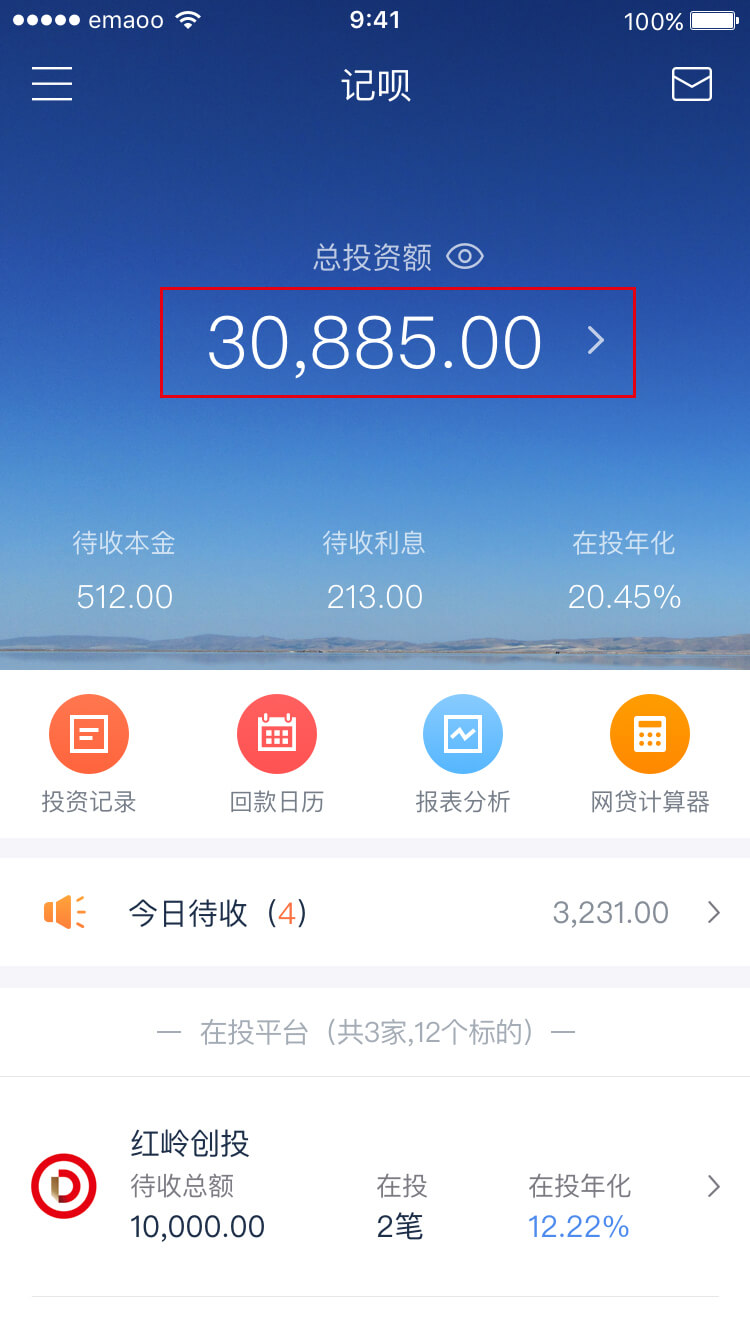 emaoo 9:41 100%
记呗
总投资额
30,885.00
待收本金 待收利息 在投年化
512.00 213.00 20.45%
投资记录 回款日历 报表分析 网贷计算器
今日待收（4） 3,231.00
在投平台（共3家,12个标的）
红岭创投
待收总额 在投 在投年化
10,000.00 2笔 12.22%